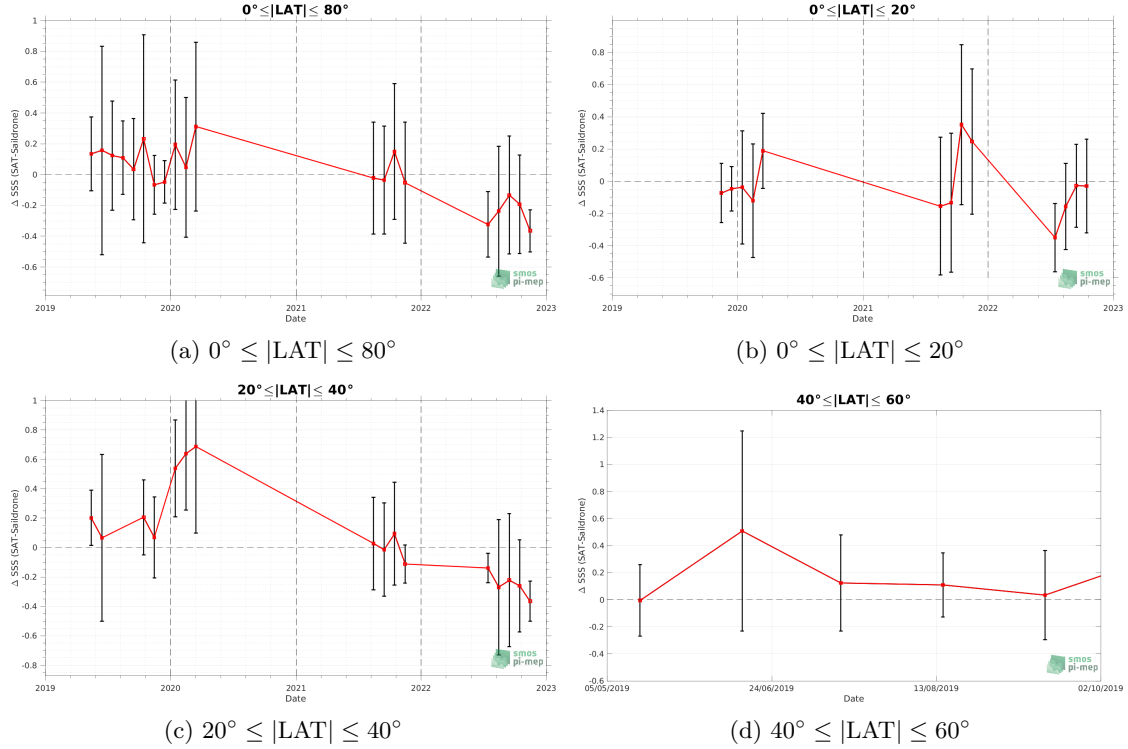 0°≤|LAT|≤ 80°
1
0.8
0.6
0.4
0.2
0
-0.2
-0.4
-0.6
Δ SSS (SAT-Saildrone)
2019
2020
2021
2022
2023
Date
smos
pi-mep
(a) 0° ≤ |LAT| ≤ 80°
0°≤|LAT|≤ 20°
0.8
0.6
0.4
0.2
0
-0.2
-0.4
-0.6
Δ SSS (SAT-Saildrone)
2019
2020
2021
2022
2023
Date
smos
pi-mep
(b) 0° ≤ |LAT| ≤ 20°
20°≤|LAT|≤ 40°
1
0.8
0.6
0.4
0.2
0
-0.2
-0.4
-0.6
-0.8
Δ SSS (SAT-Saildrone)
2019
2020
2021
2022
2023
Date
smos
pi-mep
(c) 20° ≤ |LAT| ≤ 40°
40°≤|LAT|≤ 60°
1.4
1.2
1
0.8
0.6
0.4
0.2
0
-0.2
-0.4
-0.6
Δ SSS (SAT-Saildrone)
05/05/2019
24/06/2019
13/08/2019
02/10/2019
Date
smos
pi-mep
(d) 40° ≤ |LAT| ≤ 60°